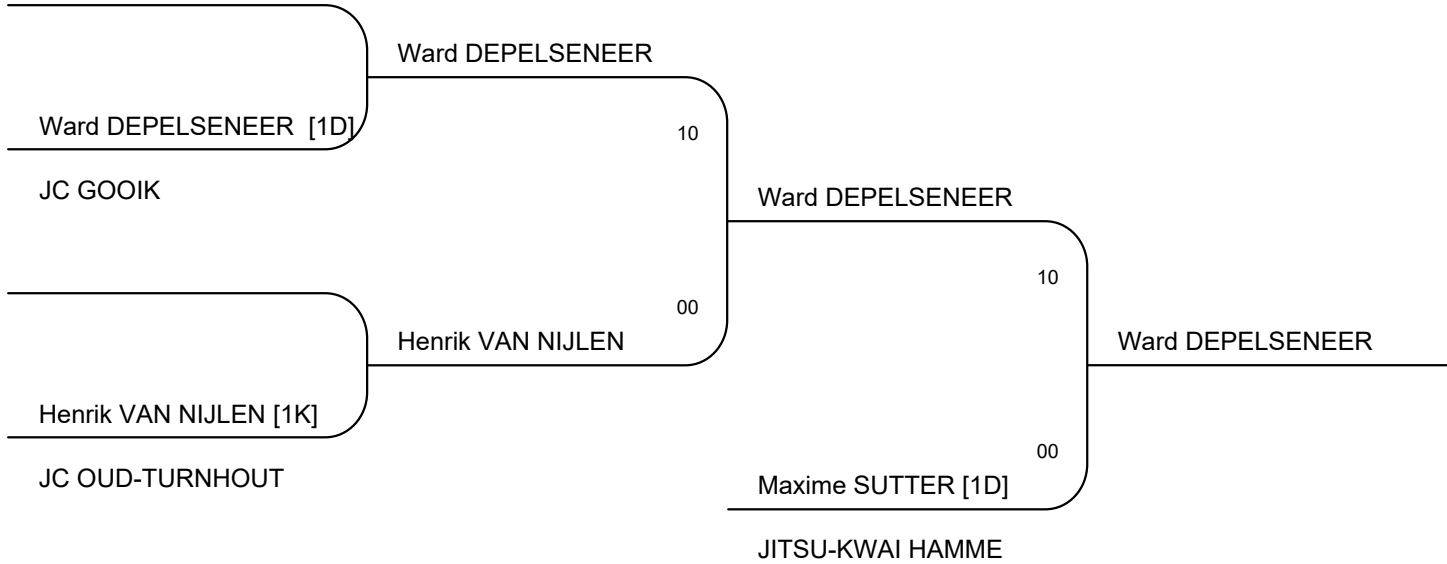 Ward DEPELSENEER
Ward DEPELSENEER [1D]
10
JC GOOIK
Ward DEPELSENEER
10
00
Henrik VAN NIJLEN
Ward DEPELSENEER
Henrik VAN NIJLEN [1K]
00
JC OUD-TURNHOUT
Maxime SUTTER [1D]
JITSU-KWAI HAMME